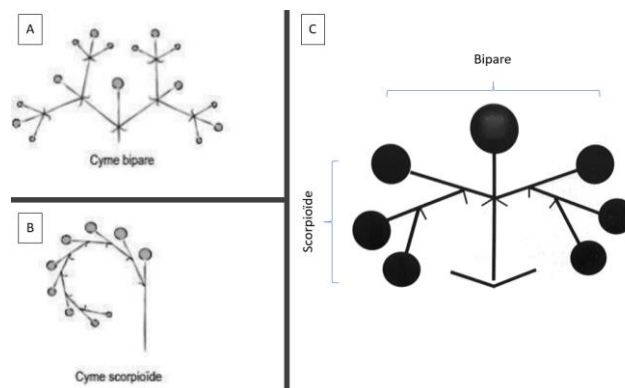 A
Cyme bipare
B
Cyme scorpioïde
C
Bipare
Scorpioïde